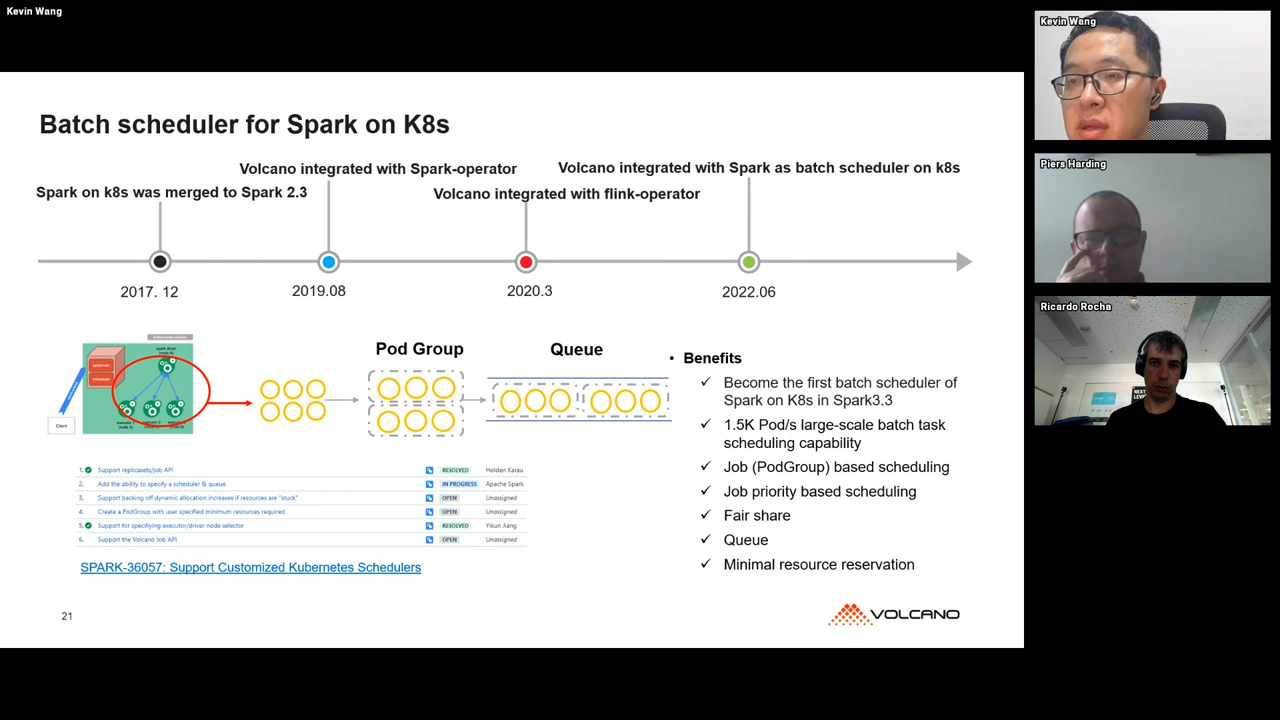 Kevin Wang
Kevin Wang
Piers Harding
Ricardo Rocha
Batch scheduler for Spark on K8s
Volcano integrated with Spark-operator
Volcano integrated with Spark as batch scheduler on k8s
Spark on k8s was merged to Spark 2.3
Volcano integrated with flink-operator
2017. 12
2019.08
2020.3
2022.06
Client
Pod Group
Queue
• Benefits
✓ Become the first batch scheduler of
Spark on K8s in Spark3.3
✓ 1.5K Pod/s large-scale batch task
scheduling capability
✓ Job (PodGroup) based scheduling
✓ Job priority based scheduling
✓ Fair share
✓ Queue
✓ Minimal resource reservation
1. Support replicasets/job API RESOLVED Holden Karau
2. Add the ability to specify a scheduler & queue IN PROGRESS Apache Spark
3. Support backing off dynamic allocation increases if resources are "stuck" OPEN Unassigned
4. Create a PodGroup with user specified minimum resources required OPEN Unassigned
5. Support for specifiying executor/driver node selector RESOLVED Yikun Jiang
6. Support the Volcano Job API OPEN Unassigned
SPARK-36057: Support Customized Kubernetes Schedulers
21
VOLCANO